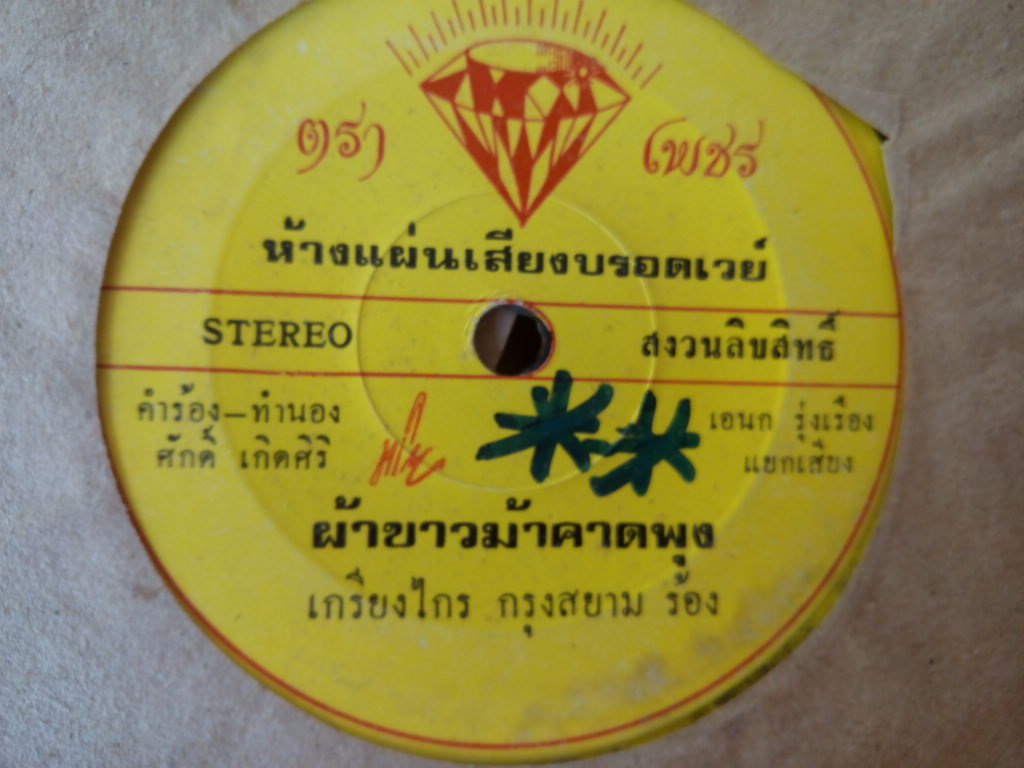 ตรา เพชร
ห้างแผ่นเสียงบรอดเวย์
STEREO สงวนลิขสิทธิ์
คำร้อง–ทำนอง เอนก รุ่งเรือง
ศักดิ์ เกิดศิริ แยกเสียง
ผ้าขาวม้าคาดพุง
เกรียงไกร กรุงสยาม ร้อง